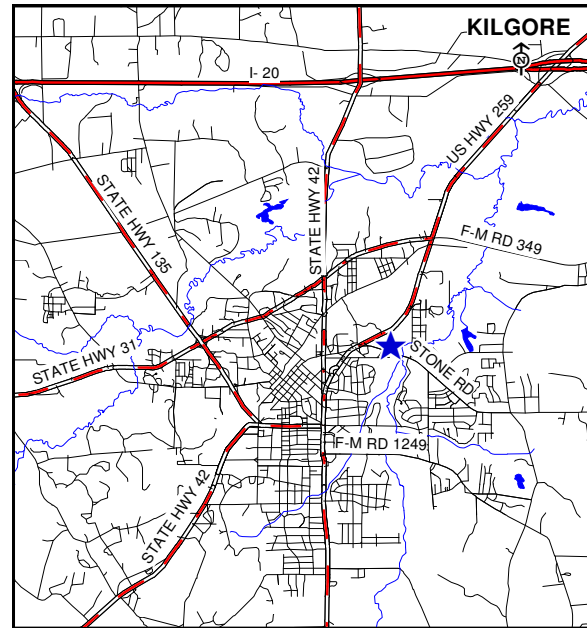 KILGORE
N
I- 20
US HWY 259
STATE HWY 42
STATE HWY 135
F-M RD 349
STATE HWY 31
STONE RD
F-M RD 1249
STATE HWY 42